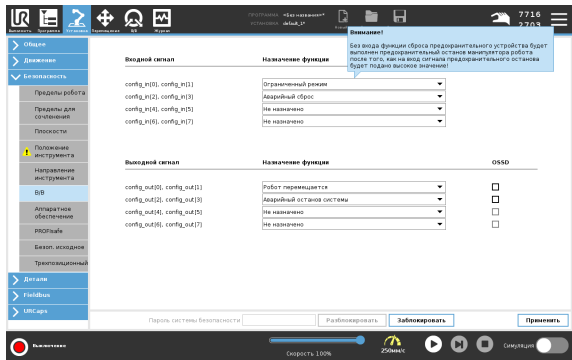 ПРОГРАММА <Без названия>*
УСТАНОВКА default_1*
7716
2703
Программа Установка Перемещение В/В Журнал
Внимание!
Без входа функции сброса предохранительного устройства будет
выполнен предохранительный останов манипулятора робота
после того, как на вход сигнала предохранительного останова
будет подано высокое значение!
Общее
Движение
Безопасность
Пределы робота
Пределы для
сочленения
Плоскости
Положение
инструмента
Направление
инструмента
В/В
Аппаратное
обеспечение
PROFIsafe
Безоп. исходное
Трехпозиционный
Детали
Fieldbus
URCaps
Входной сигнал Назначение функции
config_in[0], config_in[1] Ограниченный режим
config_in[2], config_in[3] Аварийный сброс
config_in[4], config_in[5] Не назначено
config_in[6], config_in[7] Не назначено
Выходной сигнал Назначение функции OSSD
config_out[0], config_out[1] Робот перемещается
config_out[2], config_out[3] Аварийный останов системы
config_out[4], config_out[5] Не назначено
config_out[6], config_out[7] Не назначено
Пароль системы безопасности Разблокировать Заблокировать Применить
Выключение
Скорость 100%
250мм/с
Симуляция